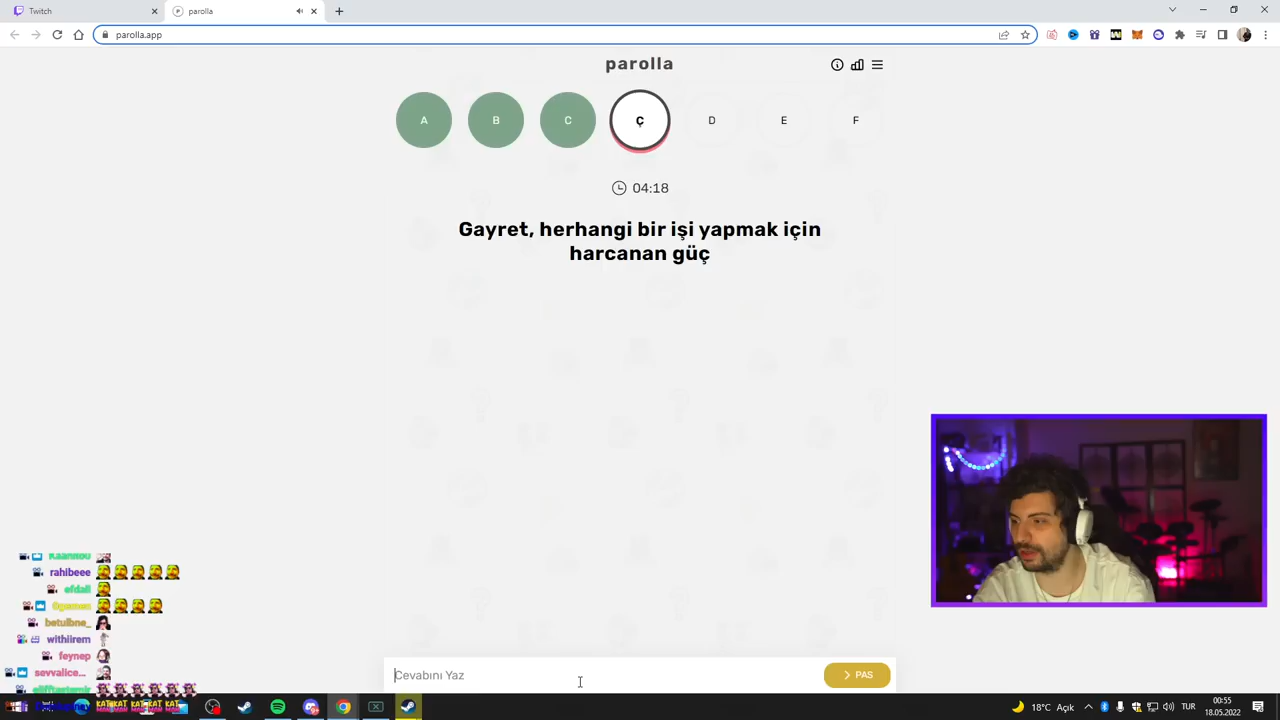 Twitch
parolla
parolla.app
parolla
A B C Ç D E F
04:18
Gayret, herhangi bir işi yapmak için
harcanan güç
rahibeee
efdali
betulbne_
withiirem
feynep
sevvalice...
Cevabını Yaz
PAS
18°C Açık
TUR
00:55
18.05.2022